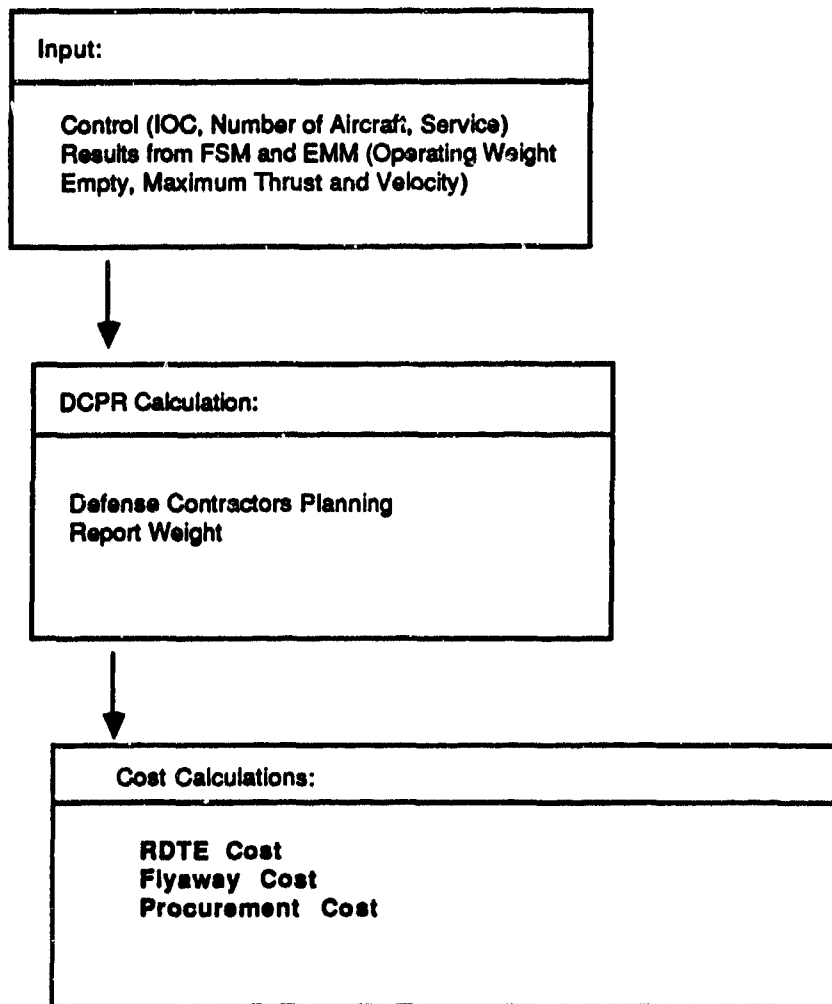 Input:
Control (IOC, Number of Aircraft, Service)
Results from FSM and EMM (Operating Weight
Empty, Maximum Thrust and Velocity)
DCPR Calculation:
Defense Contractors Planning
Report Weight
Cost Calculations:
RDTE Cost
Flyaway Cost
Procurement Cost